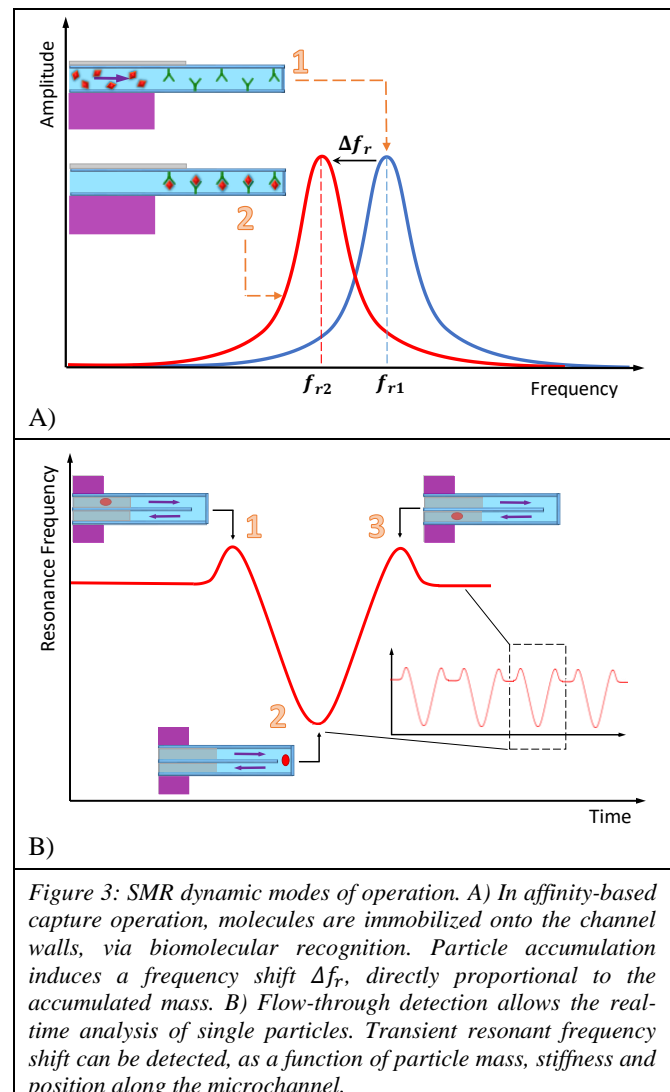 Amplitude
1
Δf_r
2
f_r2
f_r1
Frequency
A)
Resonance Frequency
1
3
2
Time
B)
Figure 3: SMR dynamic modes of operation. A) In affinity-based
capture operation, molecules are immobilized onto the channel
walls, via biomolecular recognition. Particle accumulation
induces a frequency shift Δf_r, directly proportional to the
accumulated mass. B) Flow-through detection allows the real-
time analysis of single particles. Transient resonant frequency
shift can be detected, as a function of particle mass, stiffness and
position along the microchannel.